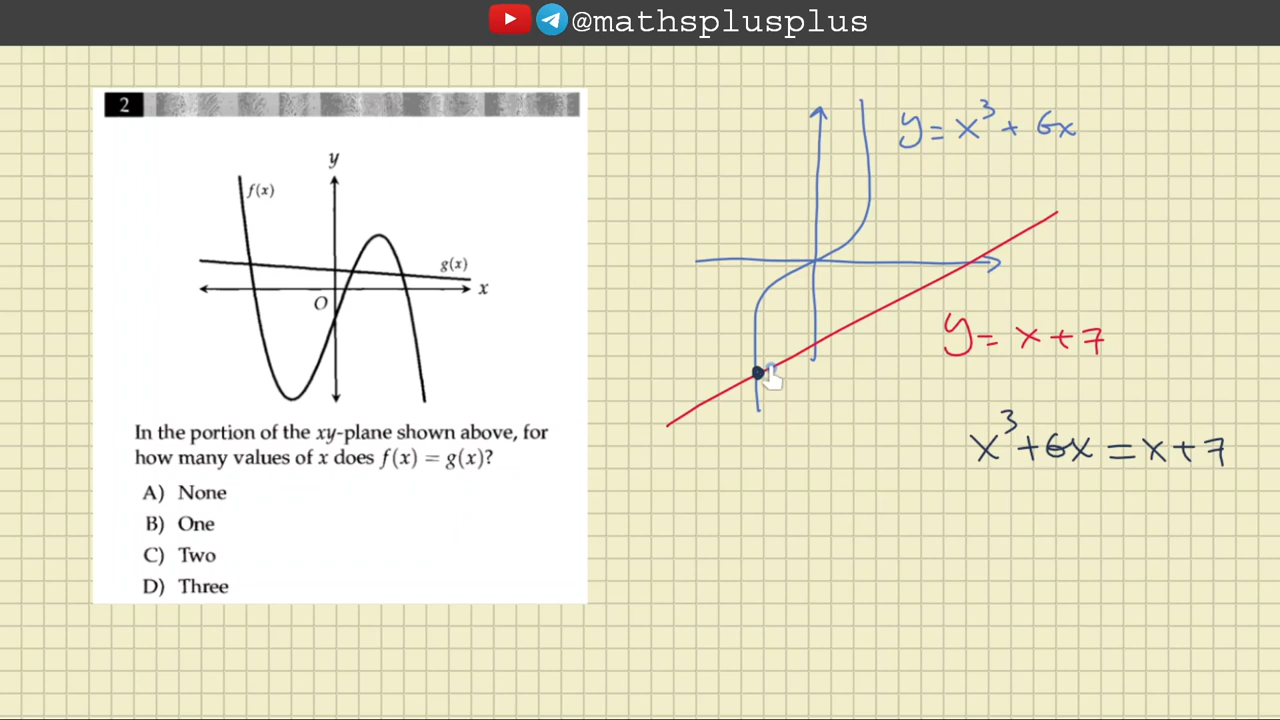 @mathsplusplus
2
y
f(x)
g(x)
x
O
In the portion of the xy-plane shown above, for
how many values of x does f(x) = g(x)?
A) None
B) One
C) Two
D) Three
y = x³ + 6x
y = x + 7
x³ + 6x = x + 7